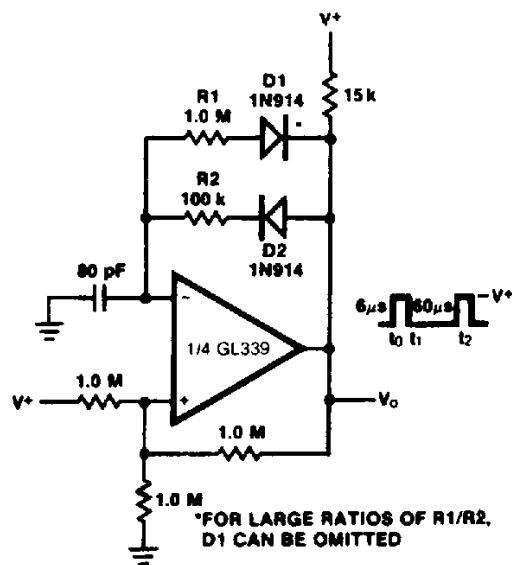 V+
D1
1N914
R1
1.0 M
15 k
*
R2
100 k
D2
1N914
80 pF
−
1/4 GL339
6μs
60μs
V+
t0
t1
t2
V+
1.0 M
+
Vo
1.0 M
1.0 M
*FOR LARGE RATIOS OF R1/R2,
D1 CAN BE OMITTED